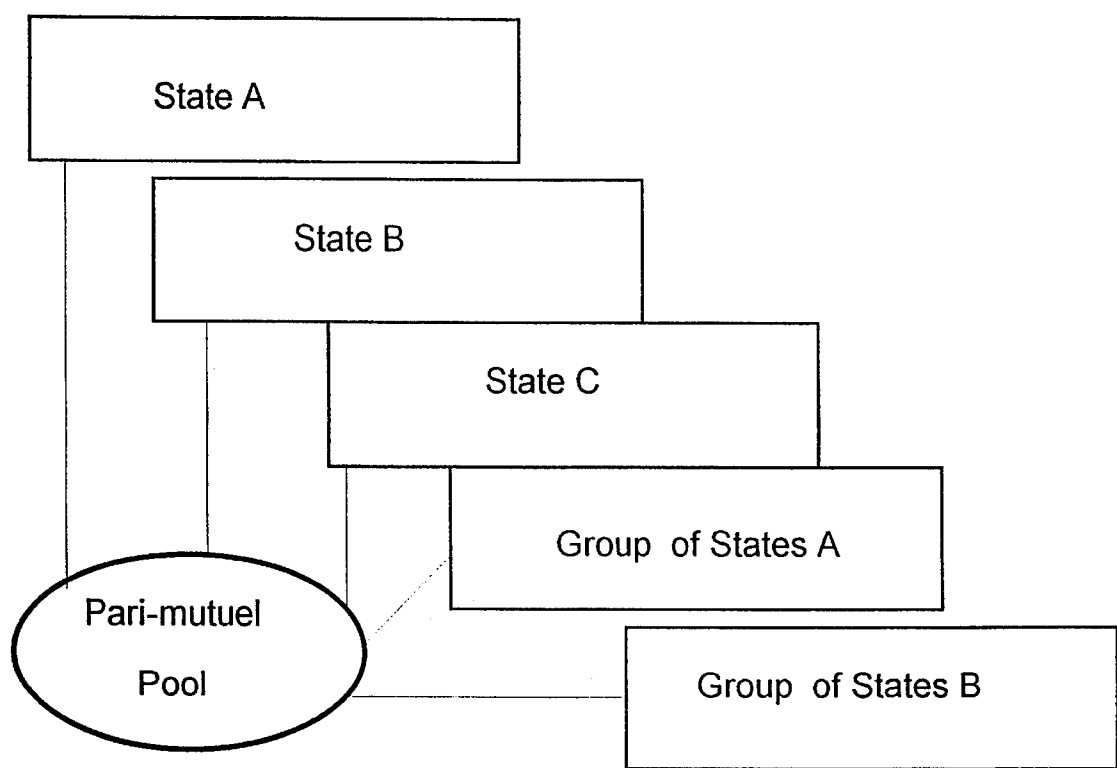 State A
State B
State C
Group of States A
Pari-mutuel
Pool
Group of States B